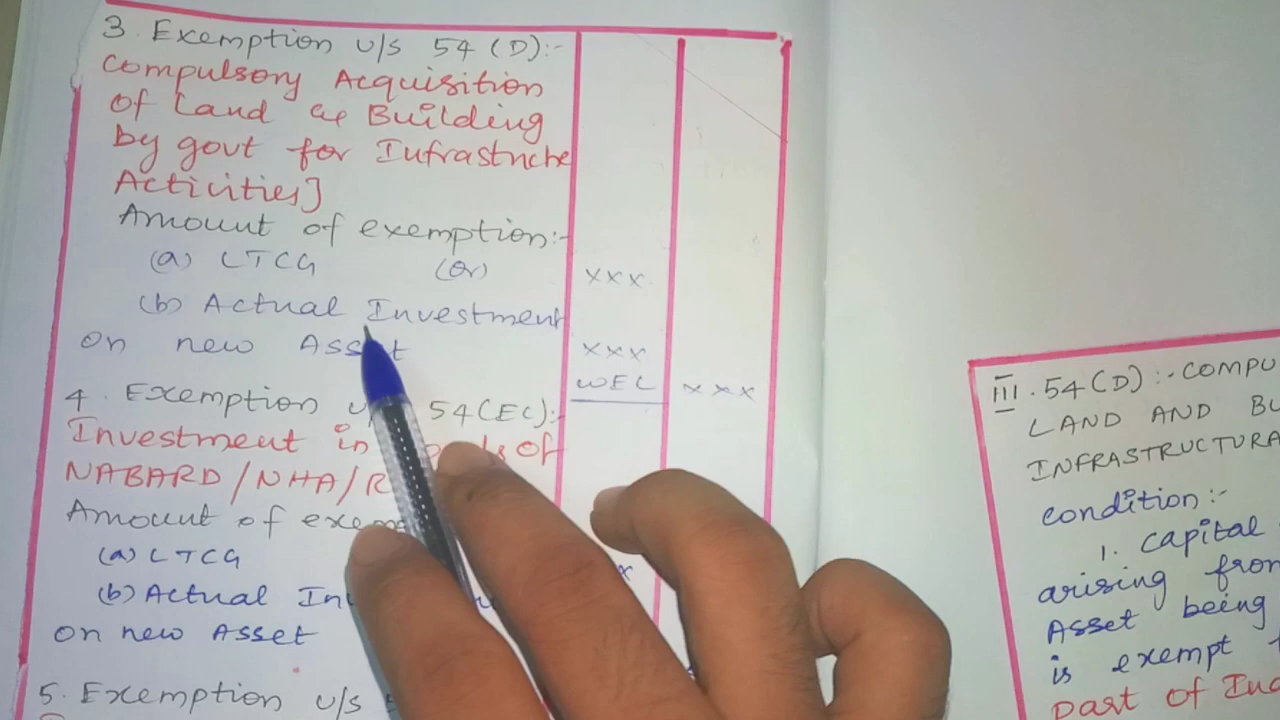 3. Exemption u/s 54 (D):-
Compulsory Acquisition
Of Land & Building
by govt for Infrastructure
Activities]
Amount of exemption:-
(a) LTCG (Or) xxx
(b) Actual Investment
on new Asset xxx
WEL xxx
4. Exemption 54(EC):-
Investment in of
NABARD/NHA/R
Amount of
(a) LTCG
(b) Actual
on new Asset
5. Exemption u/s
III. 54(D):- COMPU
LAND AND BU
INFRASTRUCTURA
condition:-
1. Capital
arising from
Asset being
is exempt
part of